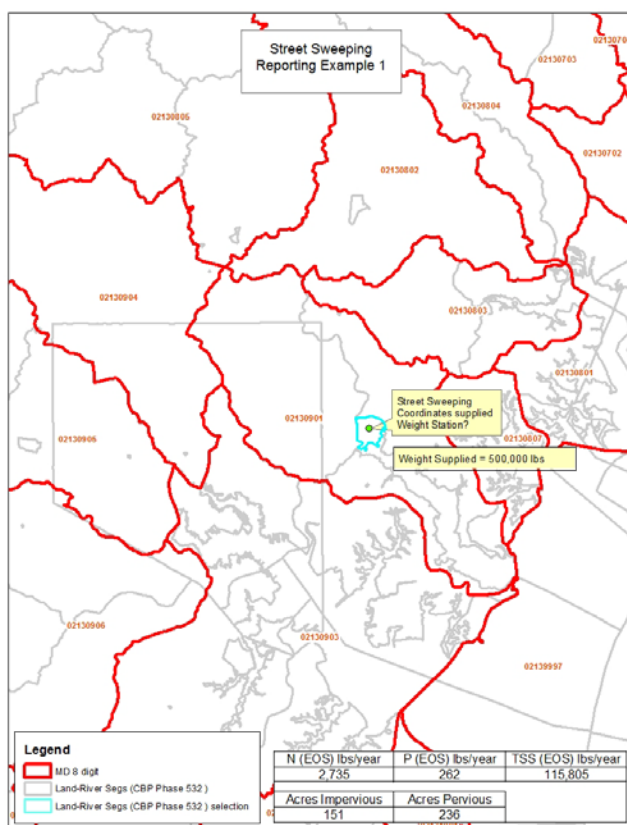 Street Sweeping
Reporting Example 1
0213070
02130703
02130804
02130805
02130702
02130802
02130904
02130803
02130801
Street Sweeping
Coordinates supplied
Weight Station?
02130901
02130807
02130905
Weight Supplied = 500,000 lbs
02130906
02130903
02139997
Legend
MD 8 digit
Land-River Segs (CBP Phase 532 )
Land-River Segs (CBP Phase 532 ) selection
N (EOS) lbs/year P (EOS) lbs/year TSS (EOS) lbs/year
2,735 262 115,805
Acres Impervious Acres Pervious
151 236